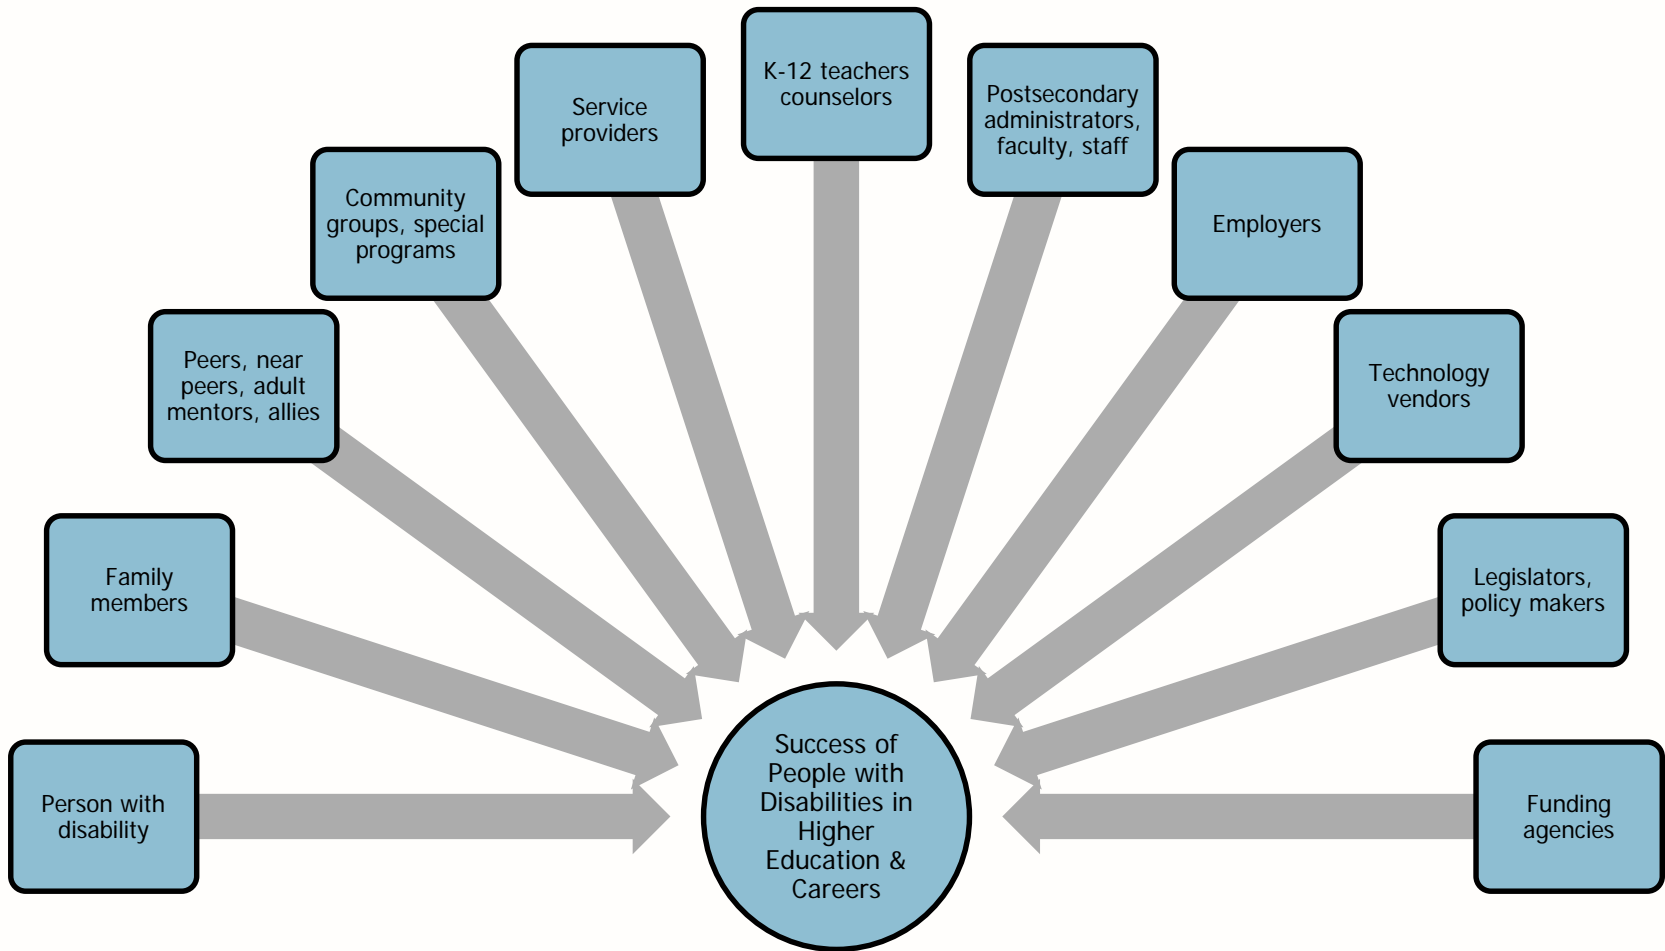 Person with
disability
Family
members
Peers, near
peers, adult
mentors, allies
Community
groups, special
programs
Service
providers
K-12 teachers
counselors
Postsecondary
administrators,
faculty, staff
Employers
Technology
vendors
Legislators,
policy makers
Funding
agencies
Success of
People with
Disabilities in
Higher
Education &
Careers